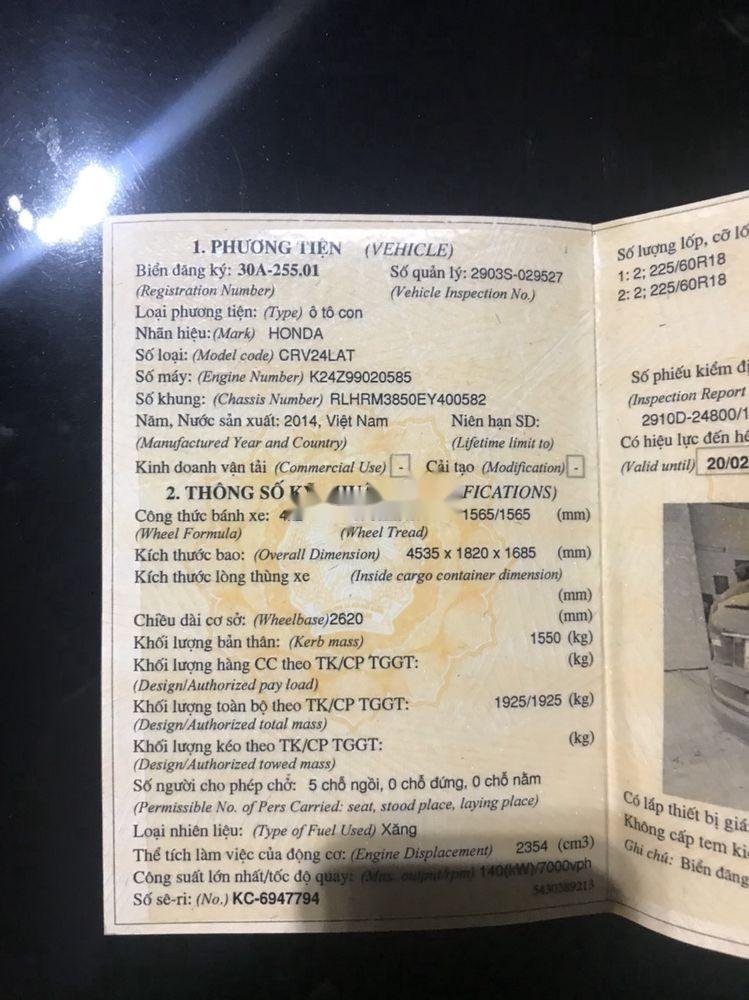 1. PHƯƠNG TIỆN (VEHICLE)
Biển đăng ký: 30A-255.01 Số quản lý: 2903S-029527
(Registration Number) (Vehicle Inspection No.)
Loại phương tiện: (Type) ô tô con
Nhãn hiệu: (Mark) HONDA
Số loại: (Model code) CRV24LAT
Số máy: (Engine Number) K24Z99020585
Số khung: (Chassis Number) RLHRM3850EY400582
Năm, Nước sản xuất: 2014, Việt Nam Niên hạn SD:
(Manufactured Year and Country) (Lifetime limit to)
Kinh doanh vận tải (Commercial Use) - Cải tạo (Modification) -
2. THÔNG SỐ FICATIONS)
Công thức bánh xe: 1565/1565 (mm)
(Wheel Formula) (Wheel Tread)
Kích thước bao: (Overall Dimension) 4535 x 1820 x 1685 (mm)
Kích thước lòng thùng xe (Inside cargo container dimension)
(mm)
Chiều dài cơ sở: (Wheelbase) 2620 (mm)
Khối lượng bản thân: (Kerb mass) 1550 (kg)
Khối lượng hàng CC theo TK/CP TGGT: (kg)
(Design/Authorized pay load)
Khối lượng toàn bộ theo TK/CP TGGT: 1925/1925 (kg)
(Design/Authorized total mass)
Khối lượng kéo theo TK/CP TGGT: (kg)
(Design/Authorized towed mass)
Số người cho phép chở: 5 chỗ ngồi, 0 chỗ đứng, 0 chỗ nằm
(Permissible No. of Pers Carried: seat, stood place, laying place)
Loại nhiên liệu: (Type of Fuel Used) Xăng
Thể tích làm việc của động cơ: (Engine Displacement) 2354 (cm3)
Công suất lớn nhất/tốc độ quay: (Max. output/rpm) 140(kW)/7000vph
Số sê-ri: (No.) KC-6947794 5430389213
Số lượng lốp, cỡ lố
1: 2; 225/60R18
2: 2; 225/60R18
Số phiếu kiểm đị
(Inspection Report
2910D-24800/1
Có hiệu lực đến hế
(Valid until) 20/02
Có lắp thiết bị giá
Không cấp tem ki
Ghi chú: Biển đăng